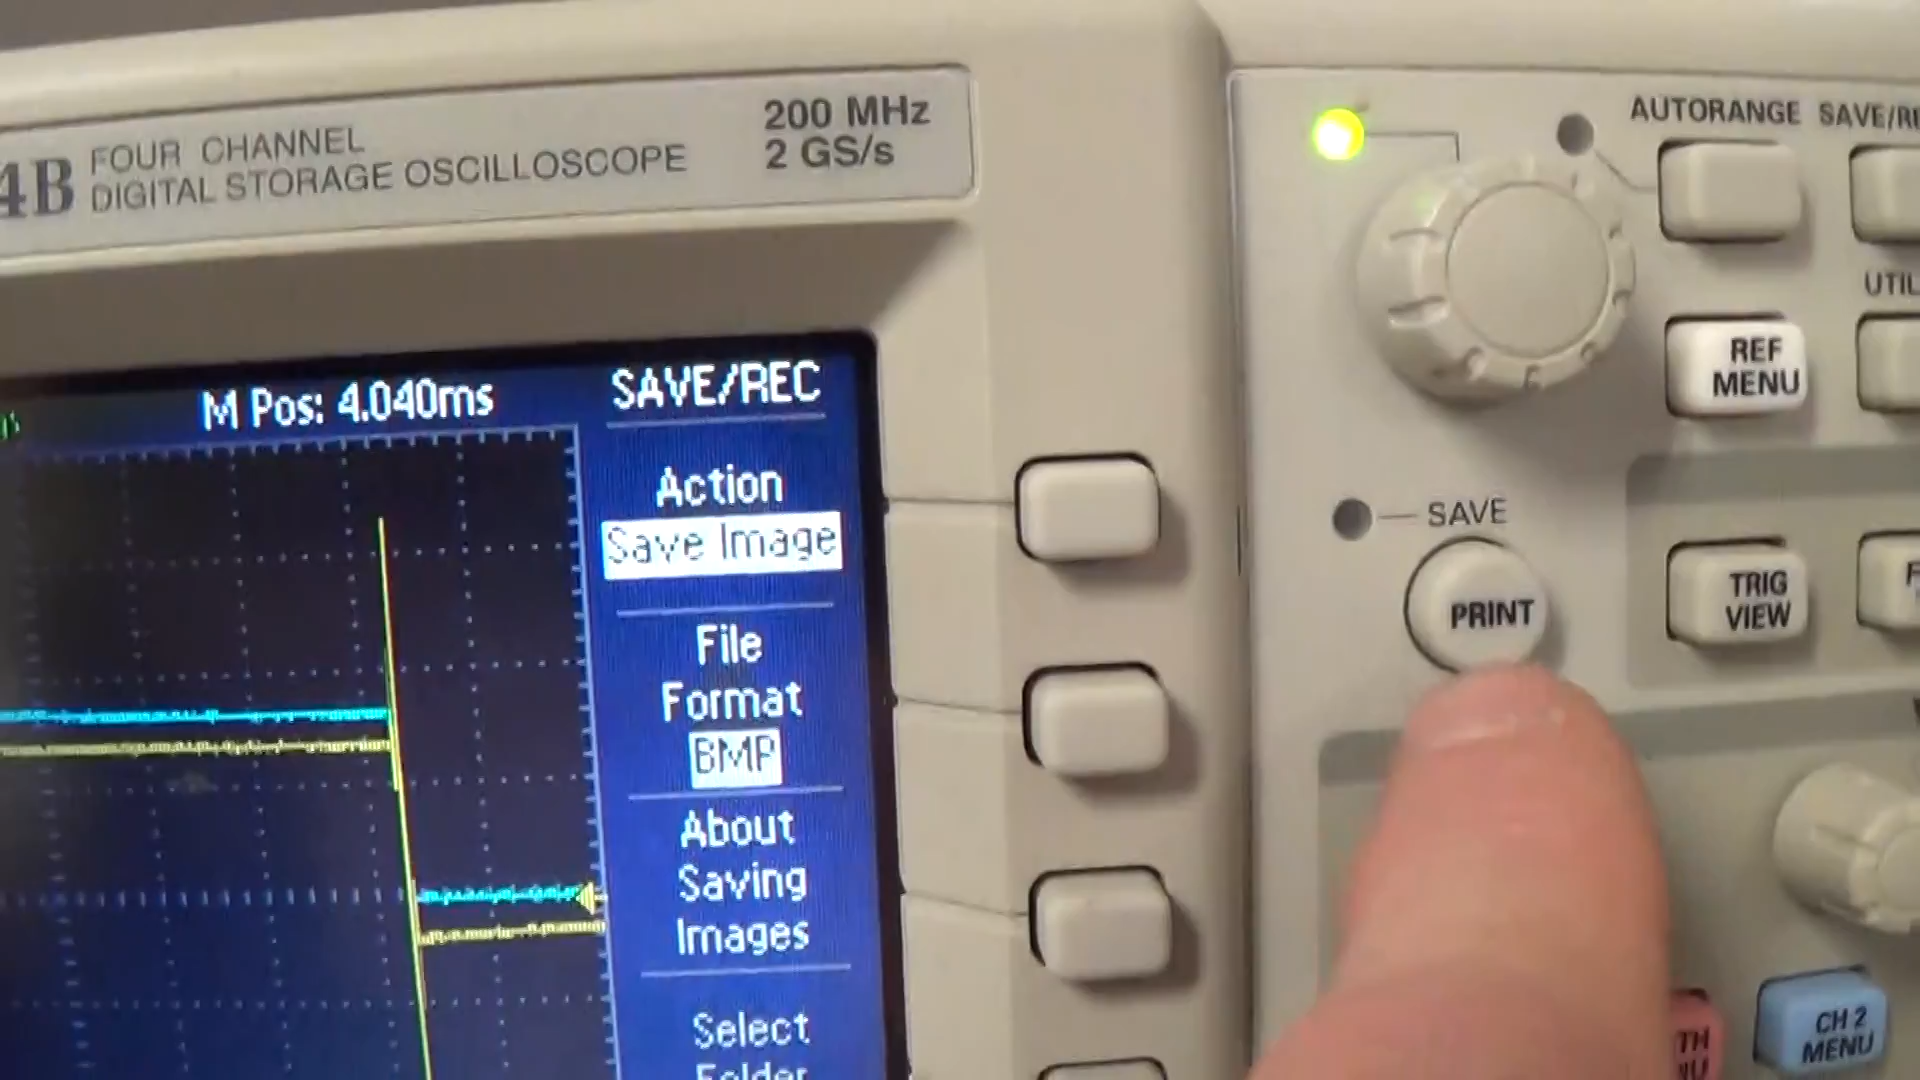 4B FOUR CHANNEL
DIGITAL STORAGE OSCILLOSCOPE
200 MHz
2 GS/s
M Pos: 4.040ms
SAVE/REC
Action
Save Image
File
Format
BMP
About
Saving
Images
Select
Folder
AUTORANGE
SAVE/RE
UTIL
REF
MENU
SAVE
PRINT
TRIG
VIEW
CH 2
MENU